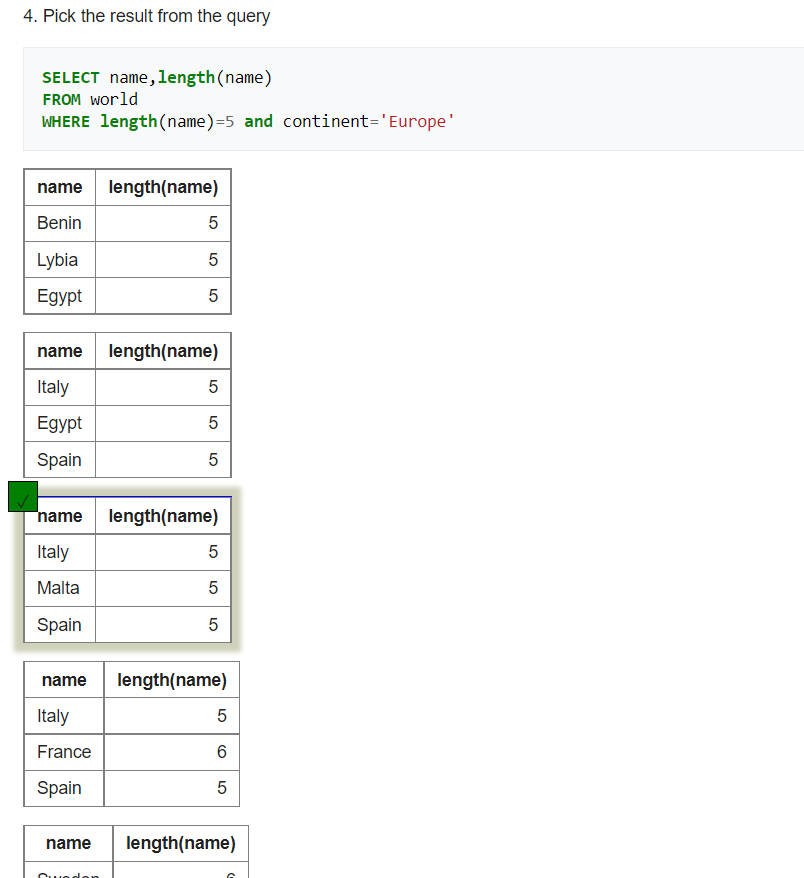 4. Pick the result from the query
SELECT name,length(name)
FROM world
WHERE length(name)=5 and continent='Europe'
name length(name)
Benin 5
Lybia 5
Egypt 5
name length(name)
Italy 5
Egypt 5
Spain 5
✓
name length(name)
Italy 5
Malta 5
Spain 5
name length(name)
Italy 5
France 6
Spain 5
name length(name)
Sweden 6